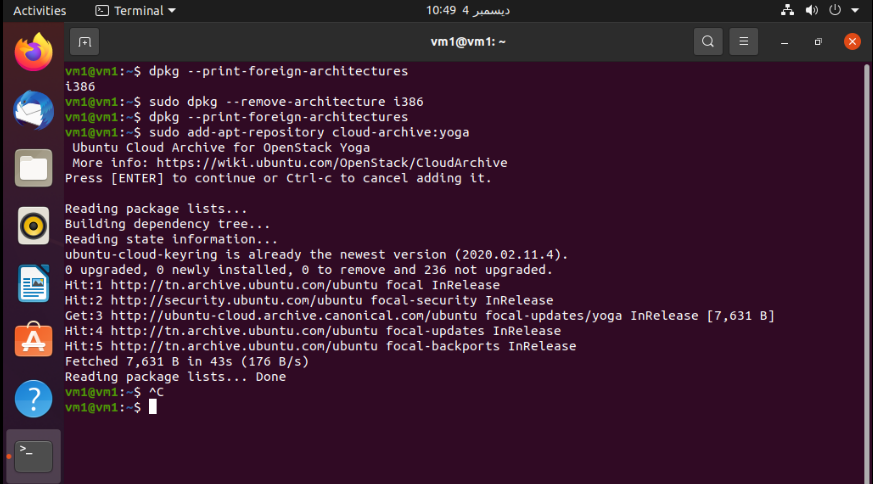 Activities
Terminal
10:49 4 ديسمبر
vm1@vm1: ~
vm1@vm1:~$ dpkg --print-foreign-architectures
i386
vm1@vm1:~$ sudo dpkg --remove-architecture i386
vm1@vm1:~$ dpkg --print-foreign-architectures
vm1@vm1:~$ sudo add-apt-repository cloud-archive:yoga
 Ubuntu Cloud Archive for OpenStack Yoga
 More info: https://wiki.ubuntu.com/OpenStack/CloudArchive
Press [ENTER] to continue or Ctrl-c to cancel adding it.
Reading package lists...
Building dependency tree...
Reading state information...
ubuntu-cloud-keyring is already the newest version (2020.02.11.4).
0 upgraded, 0 newly installed, 0 to remove and 236 not upgraded.
Hit:1 http://tn.archive.ubuntu.com/ubuntu focal InRelease
Hit:2 http://security.ubuntu.com/ubuntu focal-security InRelease
Get:3 http://ubuntu-cloud.archive.canonical.com/ubuntu focal-updates/yoga InRelease [7,631 B]
Hit:4 http://tn.archive.ubuntu.com/ubuntu focal-updates InRelease
Hit:5 http://tn.archive.ubuntu.com/ubuntu focal-backports InRelease
Fetched 7,631 B in 43s (176 B/s)
Reading package lists... Done
vm1@vm1:~$ ^C
vm1@vm1:~$